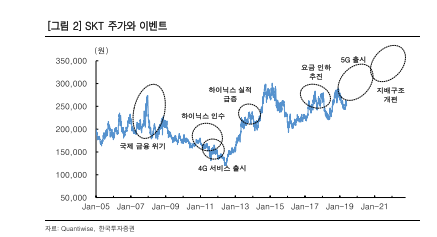 [그림 2] SKT 주가와 이벤트
(원)
350,000
300,000
250,000
200,000
150,000
100,000
50,000
국제 금융 위기
하이닉스 인수
4G 서비스 출시
하이닉스 실적
급증
요금 인하
추진
5G 출시
지배구조
개편
Jan-05 Jan-07 Jan-09 Jan-11 Jan-13 Jan-15 Jan-17 Jan-19 Jan-21
자료: Quantiwise, 한국투자증권